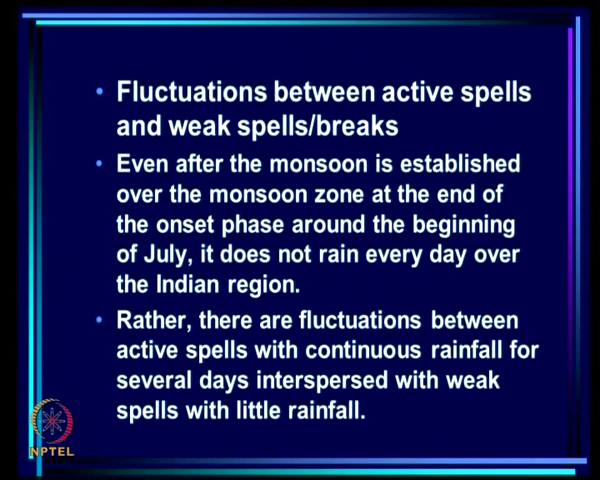 • Fluctuations between active spells
and weak spells/breaks
• Even after the monsoon is established
over the monsoon zone at the end of
the onset phase around the beginning
of July, it does not rain every day over
the Indian region.
• Rather, there are fluctuations between
active spells with continuous rainfall for
several days interspersed with weak
spells with little rainfall.
NPTEL